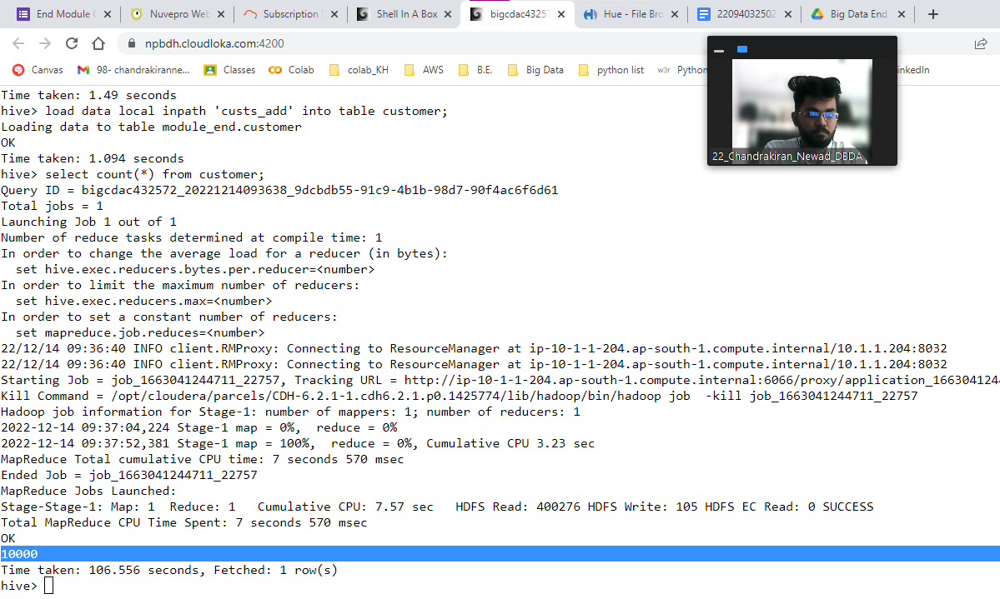 End Module
Nuvepro Web
Subscription
Shell In A Box
bigcdac43257
Hue - File Bro
22094032502
Big Data End
npbdh.cloudloka.com:4200
Canvas
98- chandrakiranne...
Classes
Colab
colab_KH
AWS
B.E.
Big Data
python list
w3r
Python
inkedIn
22_Chandrakiran_Newad_DBDA
Time taken: 1.49 seconds
hive> load data local inpath 'custs_add' into table customer;
Loading data to table module_end.customer
OK
Time taken: 1.094 seconds
hive> select count(*) from customer;
Query ID = bigcdac432572_20221214093638_9dcbdb55-91c9-4b1b-98d7-90f4ac6f6d61
Total jobs = 1
Launching Job 1 out of 1
Number of reduce tasks determined at compile time: 1
In order to change the average load for a reducer (in bytes):
  set hive.exec.reducers.bytes.per.reducer=<number>
In order to limit the maximum number of reducers:
  set hive.exec.reducers.max=<number>
In order to set a constant number of reducers:
  set mapreduce.job.reduces=<number>
22/12/14 09:36:40 INFO client.RMProxy: Connecting to ResourceManager at ip-10-1-1-204.ap-south-1.compute.internal/10.1.1.204:8032
22/12/14 09:36:40 INFO client.RMProxy: Connecting to ResourceManager at ip-10-1-1-204.ap-south-1.compute.internal/10.1.1.204:8032
Starting Job = job_1663041244711_22757, Tracking URL = http://ip-10-1-1-204.ap-south-1.compute.internal:6066/proxy/application_1663041244
Kill Command = /opt/cloudera/parcels/CDH-6.2.1-1.cdh6.2.1.p0.1425774/lib/hadoop/bin/hadoop job  -kill job_1663041244711_22757
Hadoop job information for Stage-1: number of mappers: 1; number of reducers: 1
2022-12-14 09:37:04,224 Stage-1 map = 0%,  reduce = 0%
2022-12-14 09:37:52,381 Stage-1 map = 100%,  reduce = 0%, Cumulative CPU 3.23 sec
MapReduce Total cumulative CPU time: 7 seconds 570 msec
Ended Job = job_1663041244711_22757
MapReduce Jobs Launched:
Stage-Stage-1: Map: 1  Reduce: 1   Cumulative CPU: 7.57 sec   HDFS Read: 400276 HDFS Write: 105 HDFS EC Read: 0 SUCCESS
Total MapReduce CPU Time Spent: 7 seconds 570 msec
OK
10000
Time taken: 106.556 seconds, Fetched: 1 row(s)
hive>